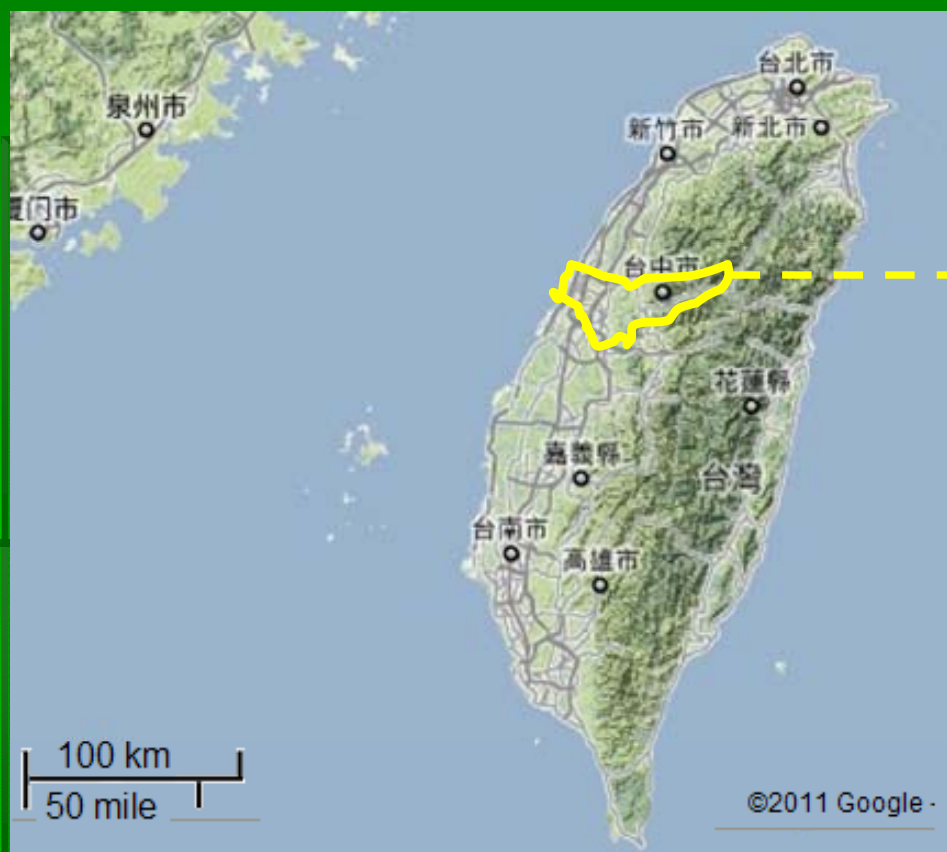 台北市
泉州市
新竹市
新北市
厦门市
台中市
花蓮縣
嘉義縣
台灣
台南市
高雄市
100 km
50 mile
©2011 Google -